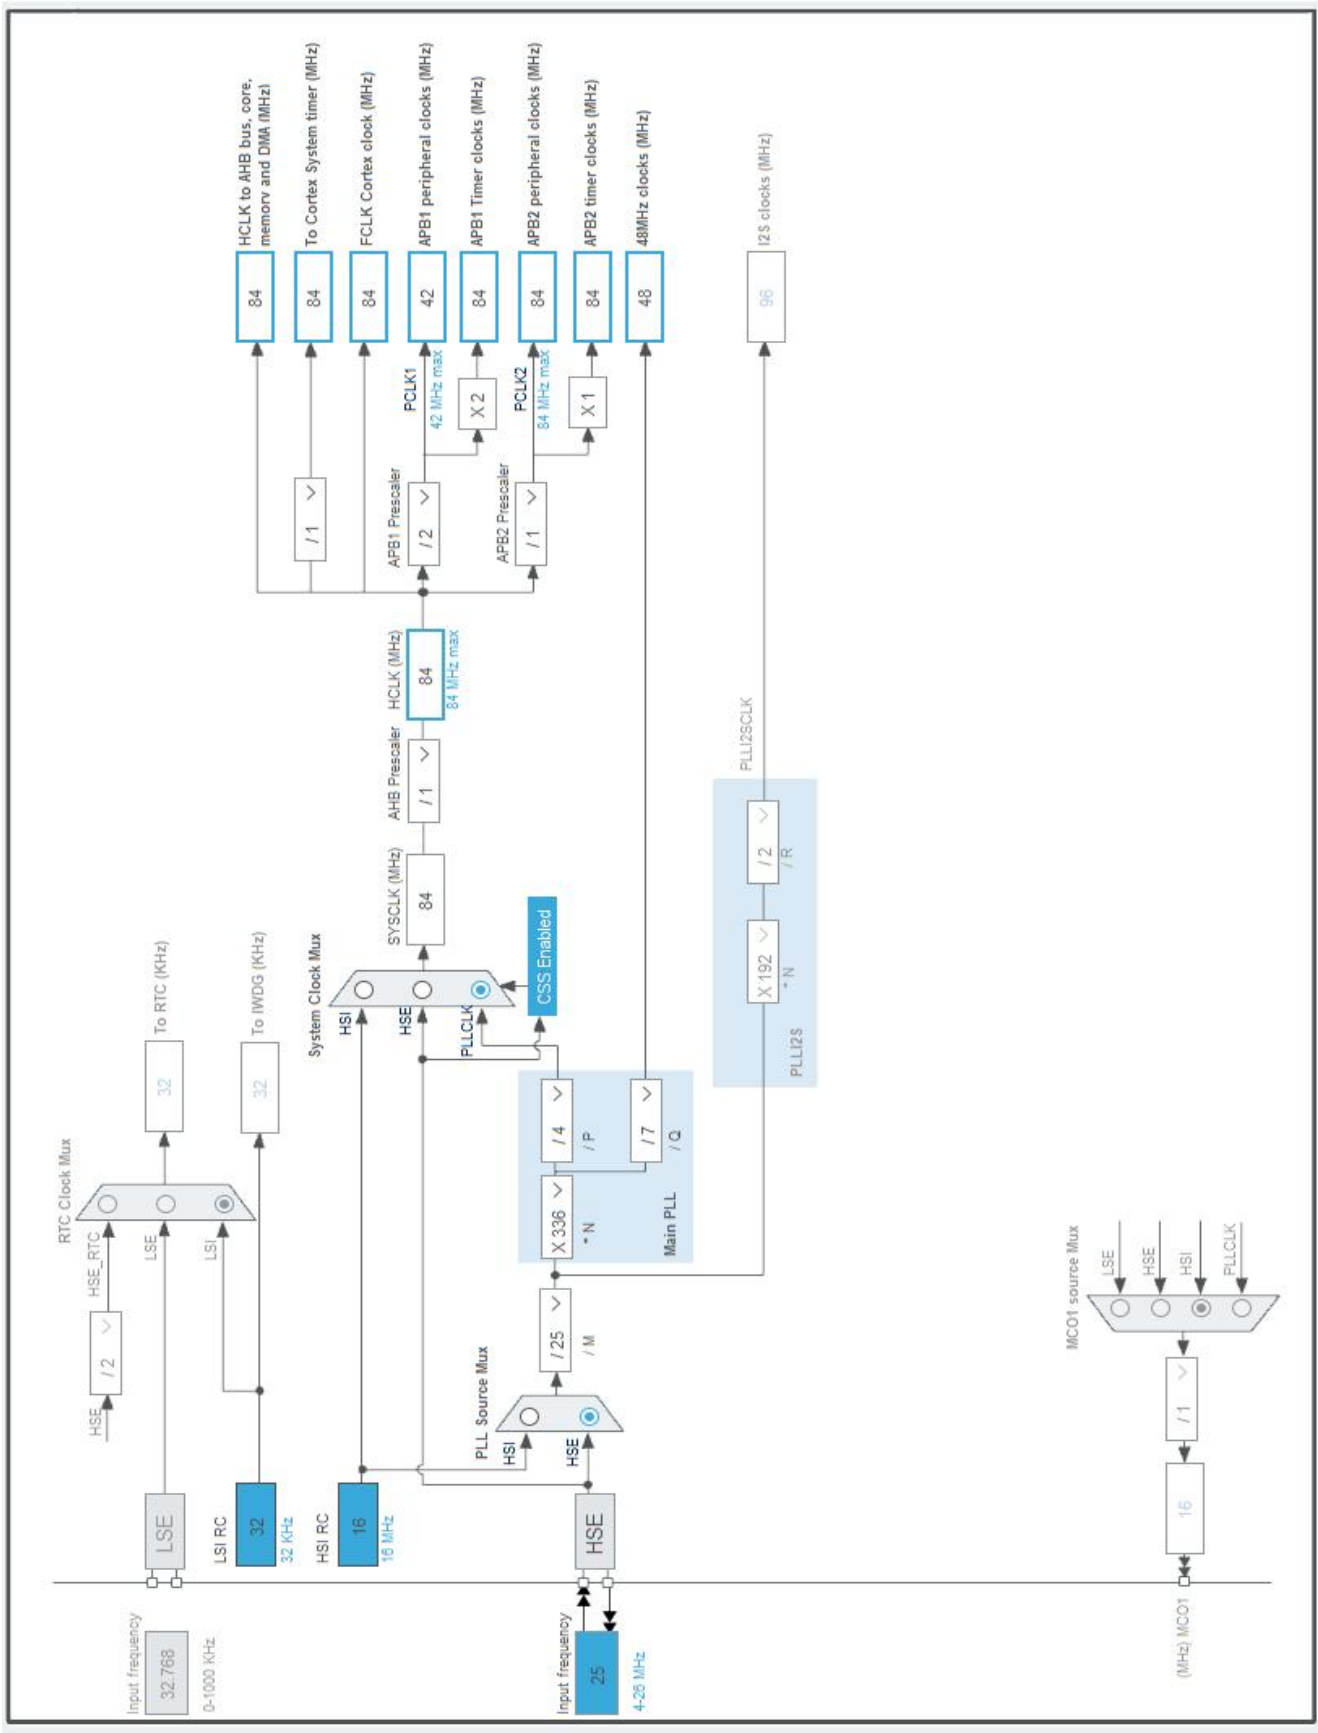 RTC Clock Mux
HSE
/ 2
HSE_RTC
LSE
LSI
To RTC (KHz)
32
To IWDG (KHz)
32
Input frequency
32.768
0-1000 KHz
LSE
LSI RC
32
32 KHz
HSI RC
16
16 MHz
System Clock Mux
HSI
HSE
PLLCLK
CSS Enabled
SYSCLK (MHz)
84
AHB Prescaler
/ 1
HCLK (MHz)
84
84 MHz max
HCLK to AHB bus, core,
memory and DMA (MHz)
84
/ 1
84
To Cortex System timer (MHz)
84
FCLK Cortex clock (MHz)
APB1 Prescaler
/ 2
PCLK1
42 MHz max
42
APB1 peripheral clocks (MHz)
X 2
84
APB1 Timer clocks (MHz)
APB2 Prescaler
/ 1
PCLK2
84 MHz max
84
APB2 peripheral clocks (MHz)
X 1
84
APB2 timer clocks (MHz)
48
48MHz clocks (MHz)
Input frequency
25
4-26 MHz
HSE
PLL Source Mux
HSI
HSE
/ 25
/ M
X 336
* N
/ 4
/ P
/ 7
/ Q
Main PLL
X 192
* N
/ 2
/ R
PLLI2S
PLLI2SCLK
96
I2S clocks (MHz)
MCO1 source Mux
LSE
HSE
HSI
PLLCLK
/ 1
16
(MHz) MCO1